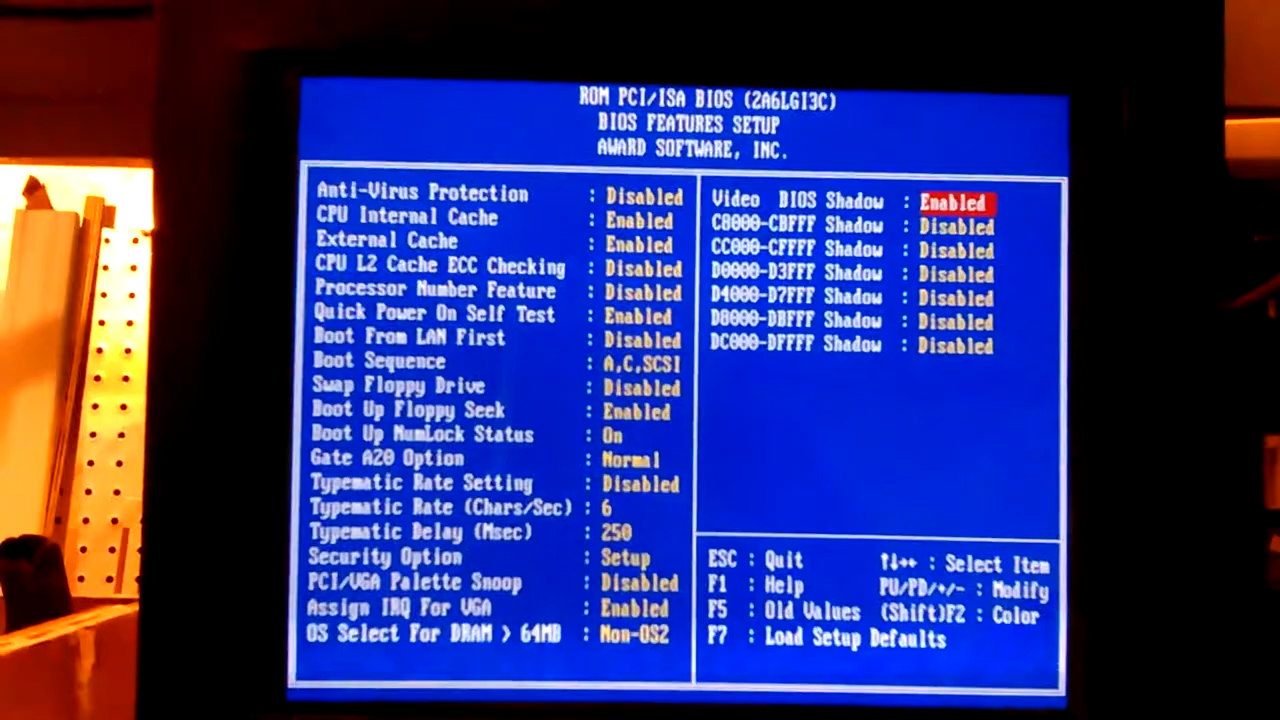 ROM PCI/ISA BIOS (2A6LGI3C)
BIOS FEATURES SETUP
AWARD SOFTWARE, INC.
Anti-Virus Protection : Disabled
CPU Internal Cache : Enabled
External Cache : Enabled
CPU L2 Cache ECC Checking : Disabled
Processor Number Feature : Disabled
Quick Power On Self Test : Enabled
Boot From LAN First : Disabled
Boot Sequence : A,C,SCSI
Swap Floppy Drive : Disabled
Boot Up Floppy Seek : Enabled
Boot Up NumLock Status : On
Gate A20 Option : Normal
Typematic Rate Setting : Disabled
Typematic Rate (Chars/Sec) : 6
Typematic Delay (Msec) : 250
Security Option : Setup
PCI/VGA Palette Snoop : Disabled
Assign IRQ For VGA : Enabled
OS Select For DRAM > 64MB : Non-OS2
Video BIOS Shadow : Enabled
C8000-CBFFF Shadow : Disabled
CC000-CFFFF Shadow : Disabled
D0000-D3FFF Shadow : Disabled
D4000-D7FFF Shadow : Disabled
D8000-DBFFF Shadow : Disabled
DC000-DFFFF Shadow : Disabled
ESC : Quit ↑↓→← : Select Item
F1 : Help PU/PD/+/- : Modify
F5 : Old Values (Shift)F2 : Color
F7 : Load Setup Defaults